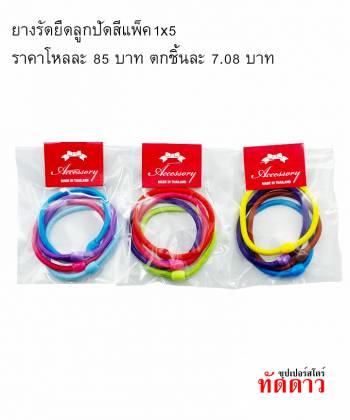 ยางรัดยืดลูกปัดสีแพ็ค1x5
ราคาโหลละ 85 บาท ตกชิ้นละ 7.08 บาท
Accessory
MADE IN THAILAND
Accessory
MADE IN THAILAND
Accessory
MADE IN THAILAND
ซุปเปอร์สโตร์
ทัดดาว